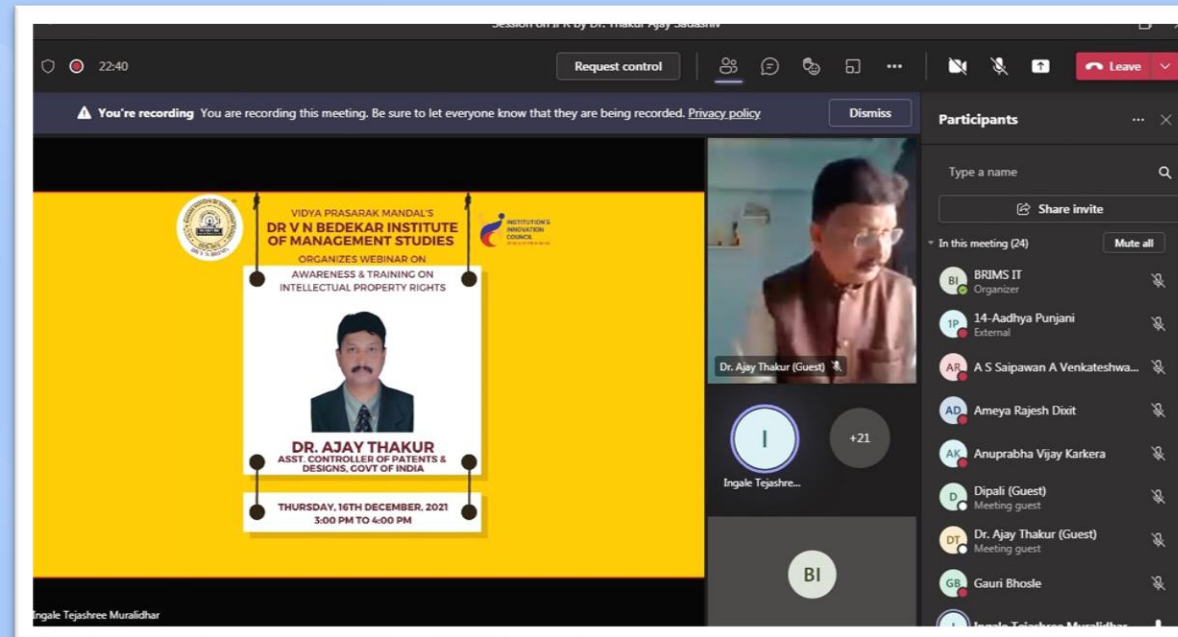 Session on IPR by Dr. Thakur Ajay Sadashiv
22:40
Request control
Leave
You're recording You are recording this meeting. Be sure to let everyone know that they are being recorded. Privacy policy
Dismiss
VIDYA PRASARAK MANDAL'S
DR V N BEDEKAR INSTITUTE
OF MANAGEMENT STUDIES
INSTITUTION'S
INNOVATION
COUNCIL
ORGANIZES WEBINAR ON
AWARENESS & TRAINING ON
INTELLECTUAL PROPERTY RIGHTS
DR. AJAY THAKUR
ASST. CONTROLLER OF PATENTS &
DESIGNS, GOVT OF INDIA
THURSDAY, 16TH DECEMBER, 2021
3:00 PM TO 4:00 PM
Ingale Tejashree Muralidhar
Dr. Ajay Thakur (Guest)
I
+21
Ingale Tejashre...
BI
Participants
Type a name
Share invite
In this meeting (24)
Mute all
BI
BRIMS IT
Organizer
1P
14-Aadhya Punjani
External
AR
A S Saipawan A Venkateshwa...
AD
Ameya Rajesh Dixit
AK
Anuprabha Vijay Karkera
D
Dipali (Guest)
Meeting guest
DT
Dr. Ajay Thakur (Guest)
Meeting guest
GB
Gauri Bhosle
Ingale Tejashree Muralidhar